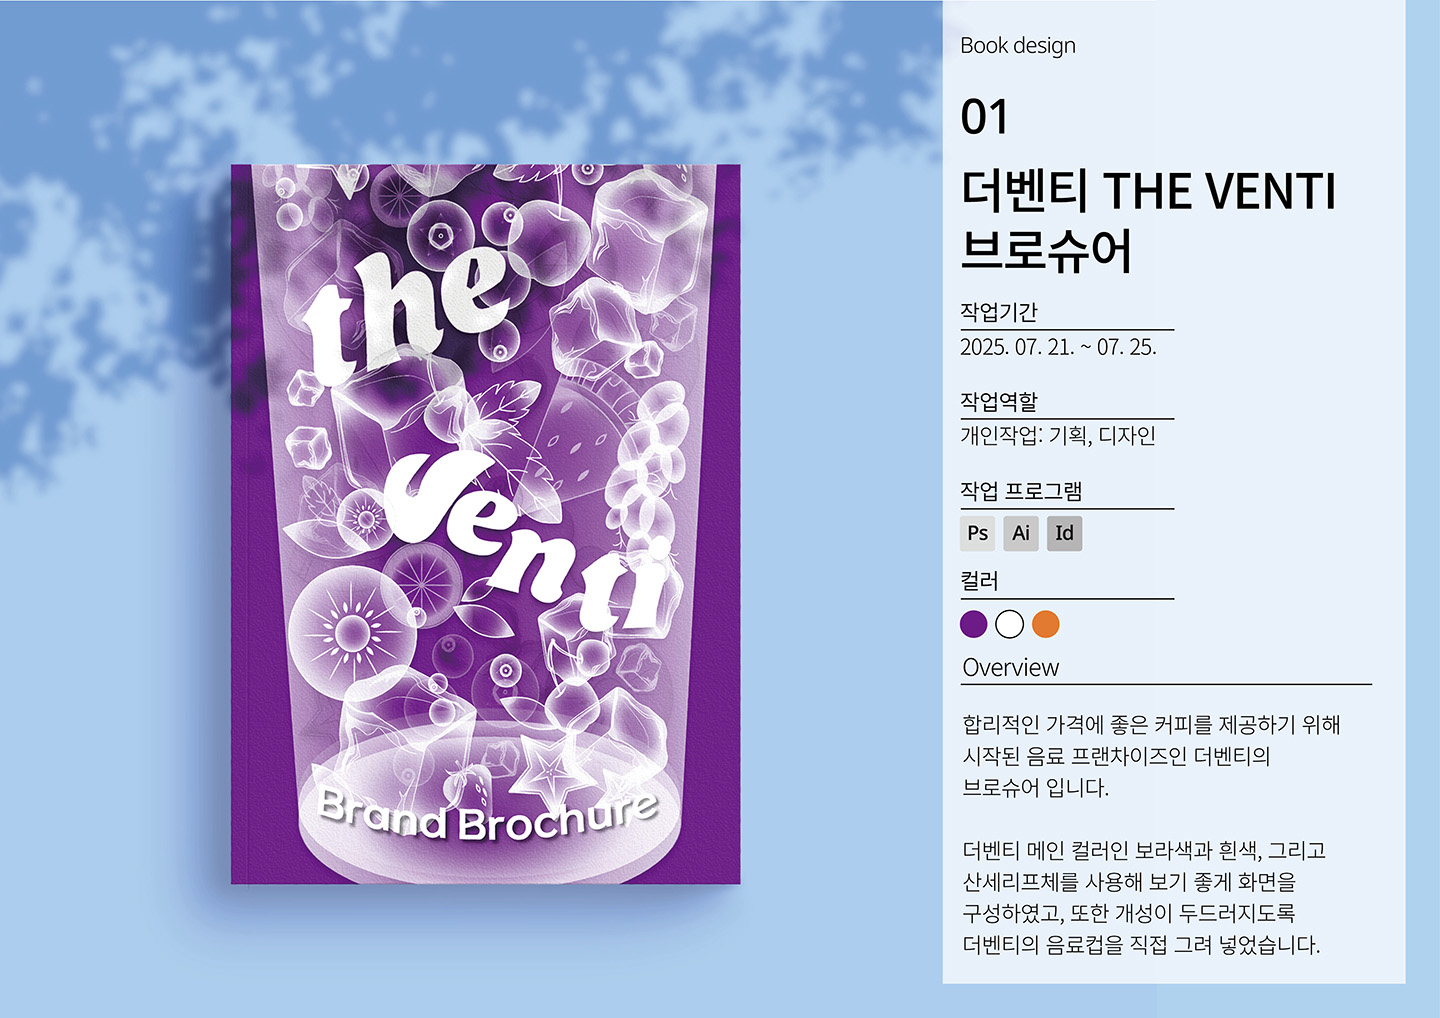 Book design
01
더벤티 THE VENTI
브로슈어
작업기간
2025. 07. 21. ~ 07. 25.
작업역할
개인작업: 기획, 디자인
작업 프로그램
Ps Ai Id
컬러
Overview
합리적인 가격에 좋은 커피를 제공하기 위해
시작된 음료 프랜차이즈인 더벤티의
브로슈어 입니다.
더벤티 메인 컬러인 보라색과 흰색, 그리고
산세리프체를 사용해 보기 좋게 화면을
구성하였고, 또한 개성이 두드러지도록
더벤티의 음료컵을 직접 그려 넣었습니다.
the
venti
Brand Brochure